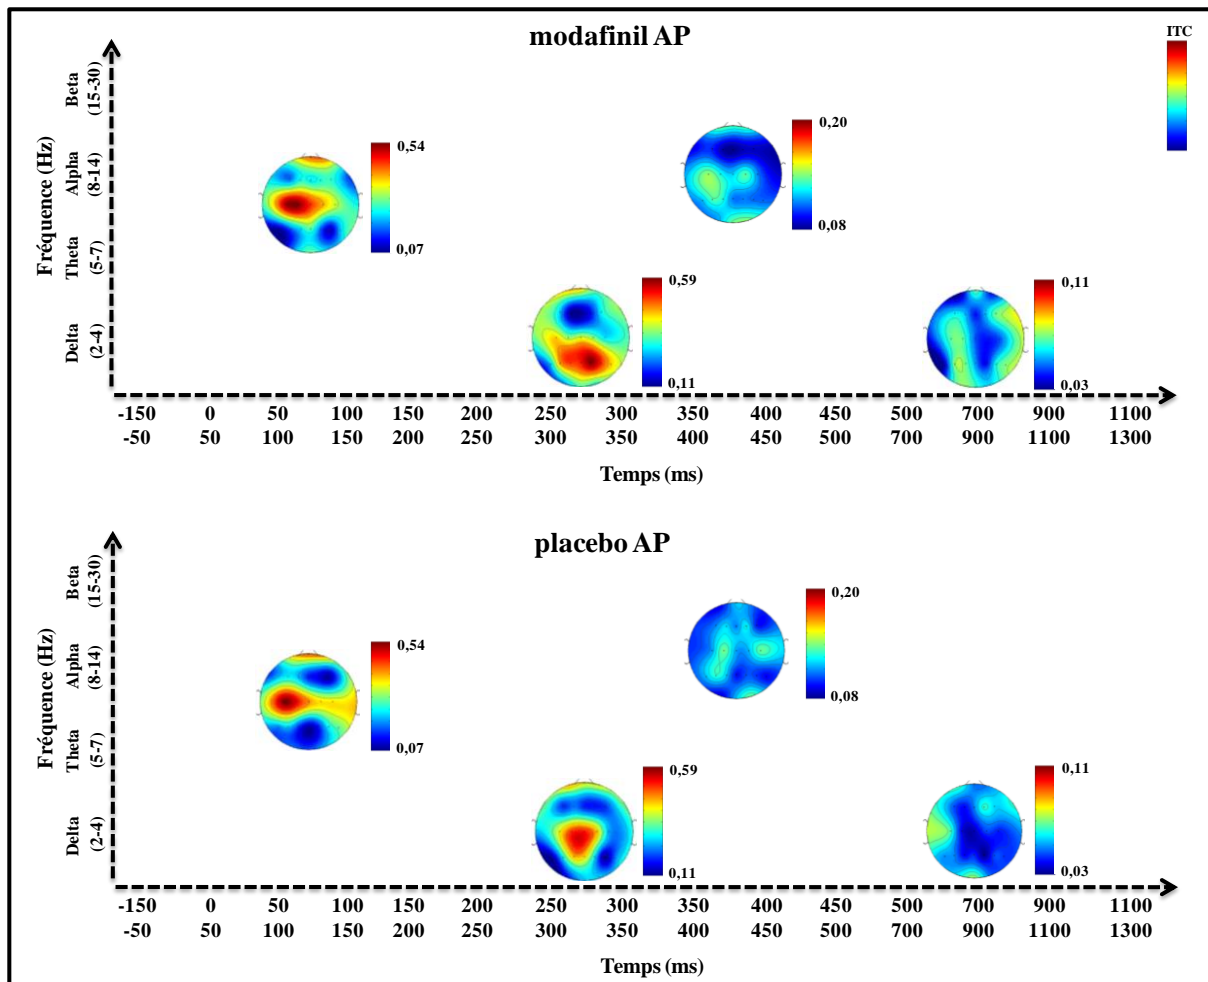 modafinil AP
ITC
Fréquence (Hz)
Beta
(15-30)
Alpha
(8-14)
Theta
(5-7)
Delta
(2-4)
0,54
0,07
0,20
0,08
0,59
0,11
0,11
0,03
-150 0 50 100 150 200 250 300 350 400 450 500 700 900 1100
-50 50 100 150 200 250 300 350 400 450 500 700 900 1100 1300
Temps (ms)
placebo AP
Fréquence (Hz)
Beta
(15-30)
Alpha
(8-14)
Theta
(5-7)
Delta
(2-4)
0,54
0,07
0,20
0,08
0,59
0,11
0,11
0,03
-150 0 50 100 150 200 250 300 400 450 500 700 900 1100
-50 50 100 150 200 250 300 350 400 450 500 700 900 1100 1300
Temps (ms)